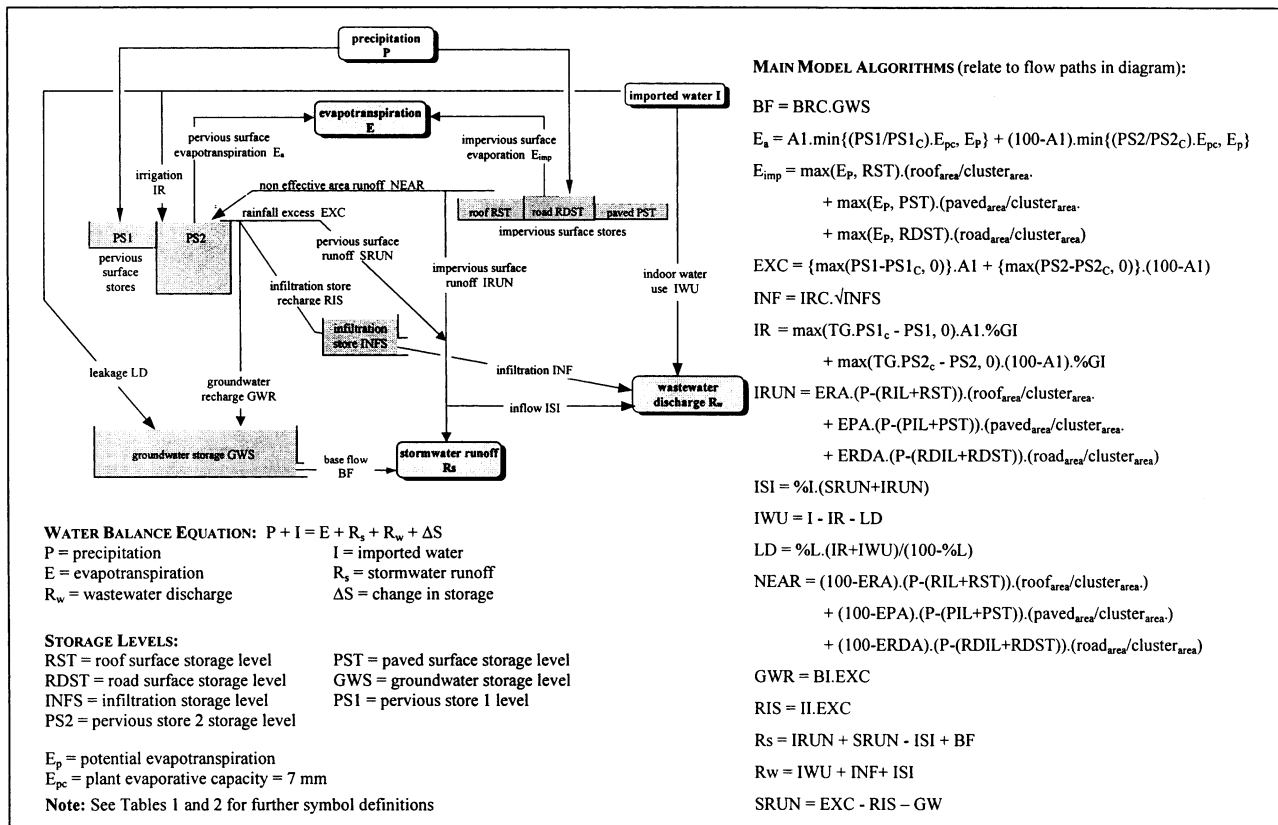 precipitation
P
imported water I
evapotranspiration
E
pervious surface
evapotranspiration Ea
impervious surface
evaporation Eimp
irrigation
IR
non effective area runoff NEAR
rainfall excess EXC
roof RST
road RDST
paved PST
impervious surface stores
PS1
PS2
pervious
surface
stores
pervious surface
runoff SRUN
impervious surface
runoff IRUN
indoor water
use IWU
infiltration store
recharge RIS
infiltration
store INFS
infiltration INF
leakage LD
groundwater
recharge GWR
wastewater
discharge Rw
inflow ISI
groundwater storage GWS
base flow
BF
stormwater runoff
Rs
WATER BALANCE EQUATION: P + I = E + Rs + Rw + ΔS
P = precipitation I = imported water
E = evapotranspiration Rs = stormwater runoff
Rw = wastewater discharge ΔS = change in storage
STORAGE LEVELS:
RST = roof surface storage level PST = paved surface storage level
RDST = road surface storage level GWS = groundwater storage level
INFS = infiltration storage level PS1 = pervious store 1 level
PS2 = pervious store 2 storage level
Ep = potential evapotranspiration
Epc = plant evaporative capacity = 7 mm
Note: See Tables 1 and 2 for further symbol definitions
MAIN MODEL ALGORITHMS (relate to flow paths in diagram):
BF = BRC.GWS
Ea = A1.min{(PS1/PS1C).Epc, EP} + (100-A1).min{(PS2/PS2C).Epc, Ep}
Eimp = max(EP, RST).(roofarea/clusterarea.
+ max(EP, PST).(pavedarea/clusterarea.
+ max(EP, RDST).(roadarea/clusterarea)
EXC = {max(PS1-PS1C, 0)}.A1 + {max(PS2-PS2C, 0)}.(100-A1)
INF = IRC.√INFS
IR = max(TG.PS1c - PS1, 0).A1.%GI
+ max(TG.PS2c - PS2, 0).(100-A1).%GI
IRUN = ERA.(P-(RIL+RST)).(roofarea/clusterarea.
+ EPA.(P-(PIL+PST)).(pavedarea/clusterarea.
+ ERDA.(P-(RDIL+RDST)).(roadarea/clusterarea)
ISI = %I.(SRUN+IRUN)
IWU = I - IR - LD
LD = %L.(IR+IWU)/(100-%L)
NEAR = (100-ERA).(P-(RIL+RST)).(roofarea/clusterarea.)
+ (100-EPA).(P-(PIL+PST)).(pavedarea/clusterarea.)
+ (100-ERDA).(P-(RDIL+RDST)).(roadarea/clusterarea)
GWR = BI.EXC
RIS = II.EXC
Rs = IRUN + SRUN - ISI + BF
Rw = IWU + INF+ ISI
SRUN = EXC - RIS – GW